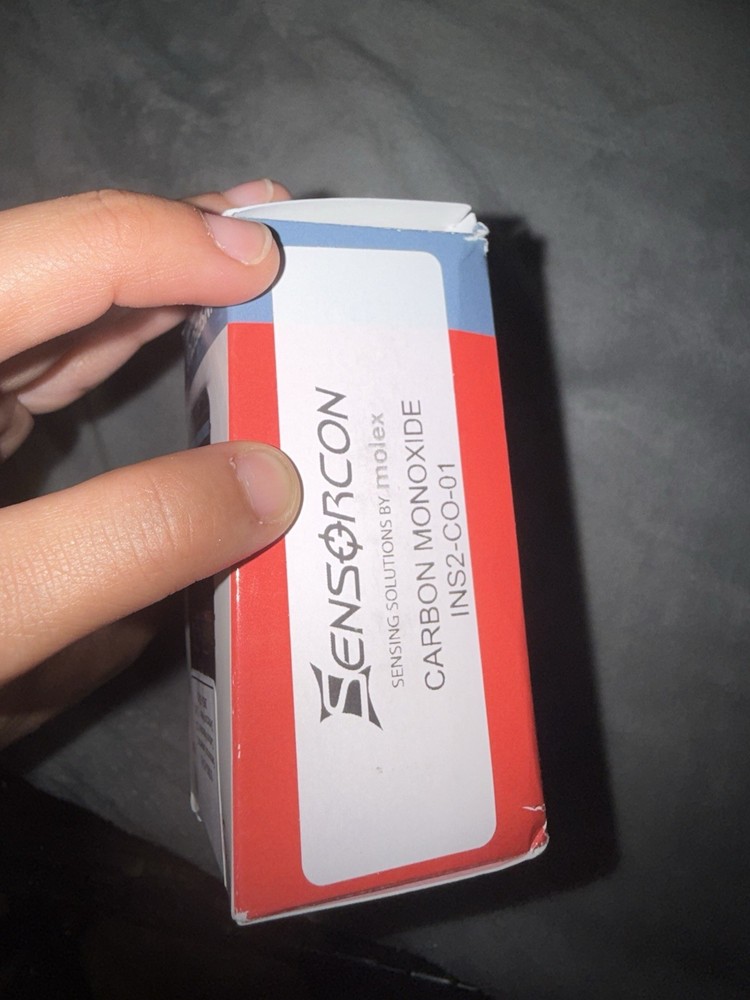 SENSORCON
SENSING SOLUTIONS BY molex
CARBON MONOXIDE
INS2-CO-01